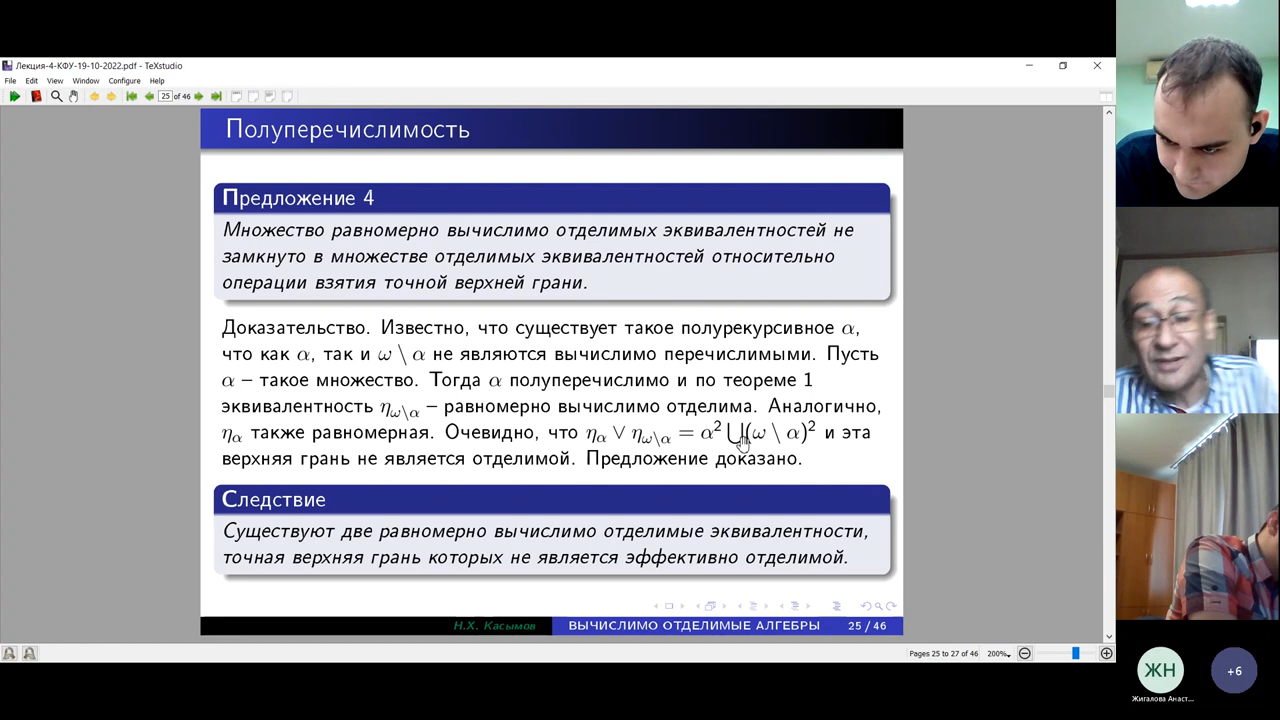 Лекция-4-КФУ-19-10-2022.pdf - TeXstudio
File Edit View Window Configure Help
25 of 46
Полуперечислимость
Предложение 4
Множество равномерно вычислимо отделимых эквивалентностей не
замкнуто в множестве отделимых эквивалентностей относительно
операции взятия точной верхней грани.
Доказательство. Известно, что существует такое полурекурсивное α,
что как α, так и ω \ α не являются вычислимо перечислимыми. Пусть
α – такое множество. Тогда α полуперечислимо и по теореме 1
эквивалентность η_{ω\α} – равномерно вычислимо отделима. Аналогично,
η_α также равномерная. Очевидно, что η_α ∨ η_{ω\α} = α² ⋃(ω \ α)² и эта
верхняя грань не является отделимой. Предложение доказано.
Следствие
Существуют две равномерно вычислимо отделимые эквивалентности,
точная верхняя грань которых не является эффективно отделимой.
Н.Х. Касымов ВЫЧИСЛИМО ОТДЕЛИМЫЕ АЛГЕБРЫ 25 / 46
Pages 25 to 27 of 46 200%
ЖН
Жигалова Анаст...
+6